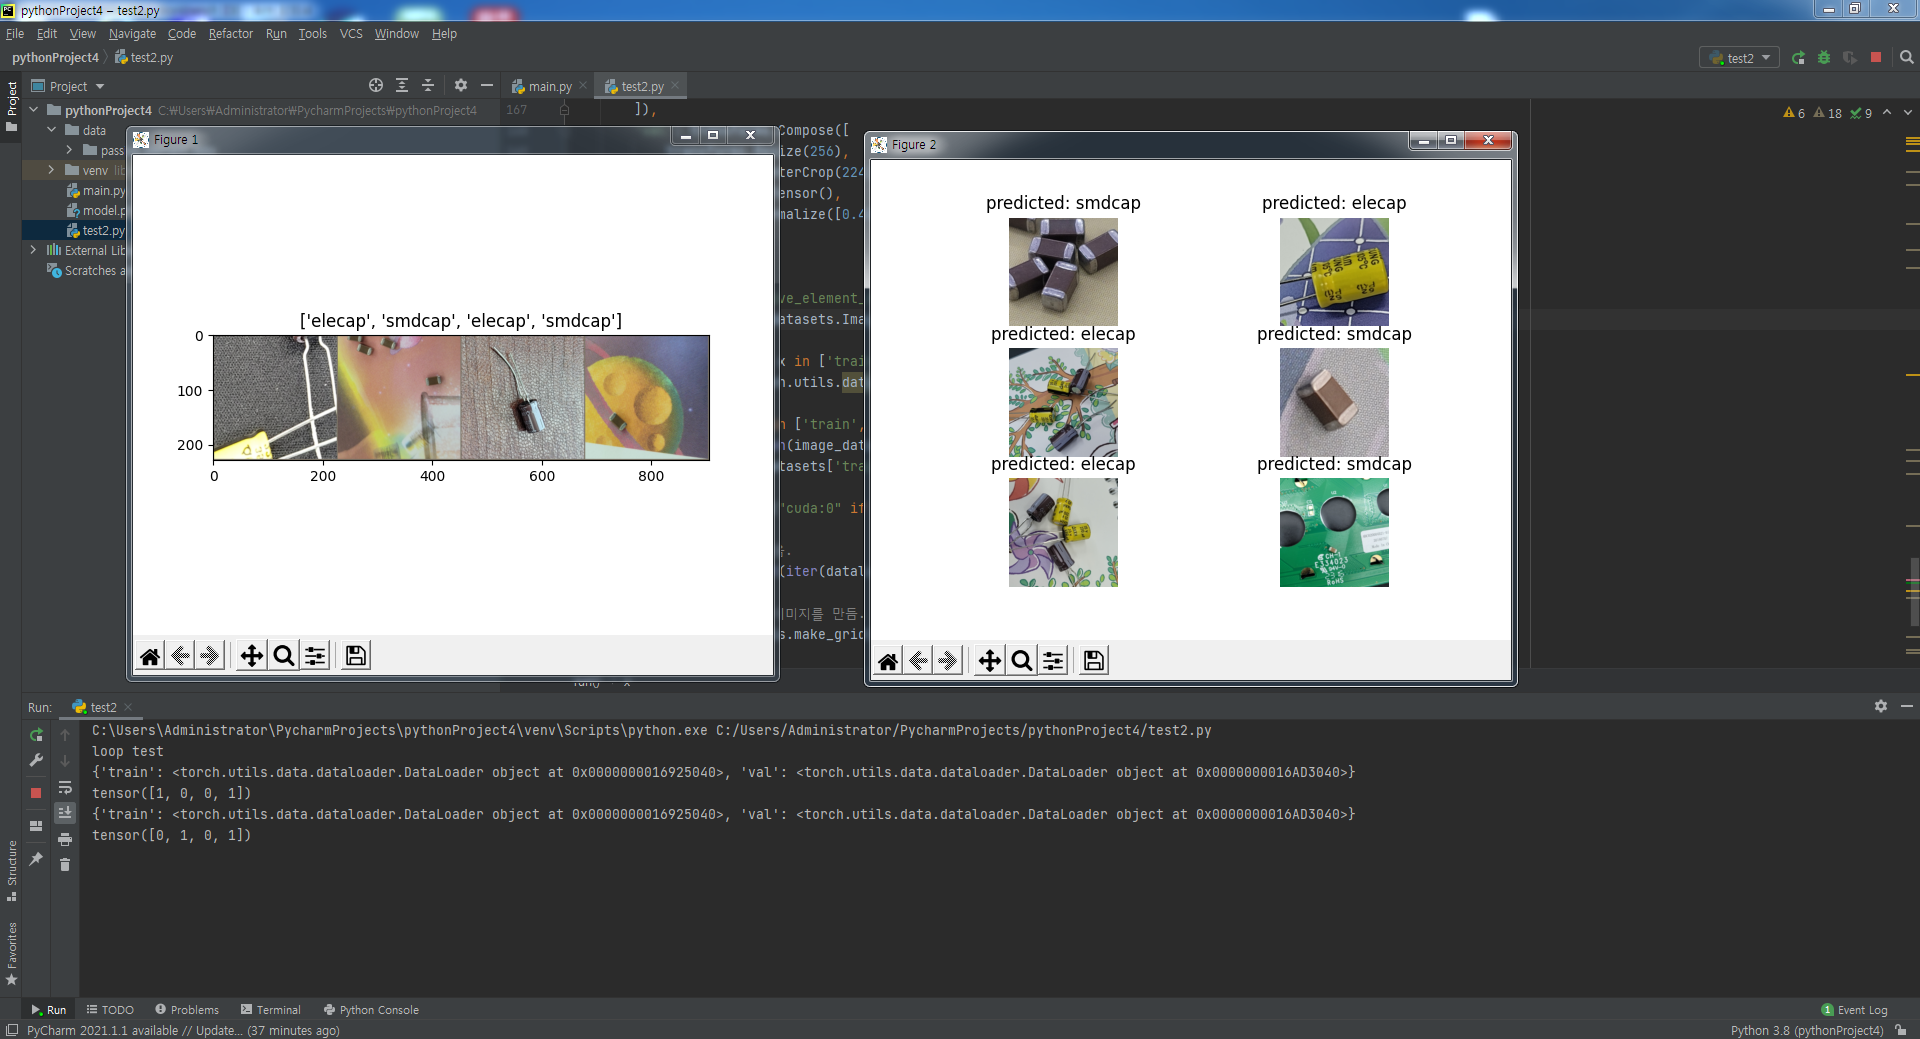 pythonProject4 – test2.py
File Edit View Navigate Code Refactor Run Tools VCS Window Help
pythonProject4 test2.py
test2
Project
main.py
test2.py
pythonProject4 C:₩Users₩Administrator₩PycharmProjects₩pythonProject4
data
pass
venv lib
main.py
model.p
test2.py
External Lib
Scratches a
167
]),
6 18 9
Compose([
ize(256),
terCrop(224
ensor(),
malize([0.4
ve_element_
atasets.Ima
x in ['trai
n.utils.dat
n ['train',
n(image_dat
tasets['tra
"cuda:0" if
(iter(datal
미지를 만듬.
s.make_grid
run()
Figure 1
['elecap', 'smdcap', 'elecap', 'smdcap']
0
100
200
0 200 400 600 800
Figure 2
predicted: smdcap
predicted: elecap
predicted: elecap
predicted: smdcap
predicted: elecap
predicted: smdcap
E334023
RoHS
Run: test2
C:\Users\Administrator\PycharmProjects\pythonProject4\venv\Scripts\python.exe C:/Users/Administrator/PycharmProjects/pythonProject4/test2.py
loop test
{'train': <torch.utils.data.dataloader.DataLoader object at 0x0000000016925040>, 'val': <torch.utils.data.dataloader.DataLoader object at 0x0000000016AD3040>}
tensor([1, 0, 0, 1])
{'train': <torch.utils.data.dataloader.DataLoader object at 0x0000000016925040>, 'val': <torch.utils.data.dataloader.DataLoader object at 0x0000000016AD3040>}
tensor([0, 1, 0, 1])
Project
Structure
Favorites
Run TODO Problems Terminal Python Console
1 Event Log
PyCharm 2021.1.1 available // Update... (37 minutes ago)
Python 3.8 (pythonProject4)